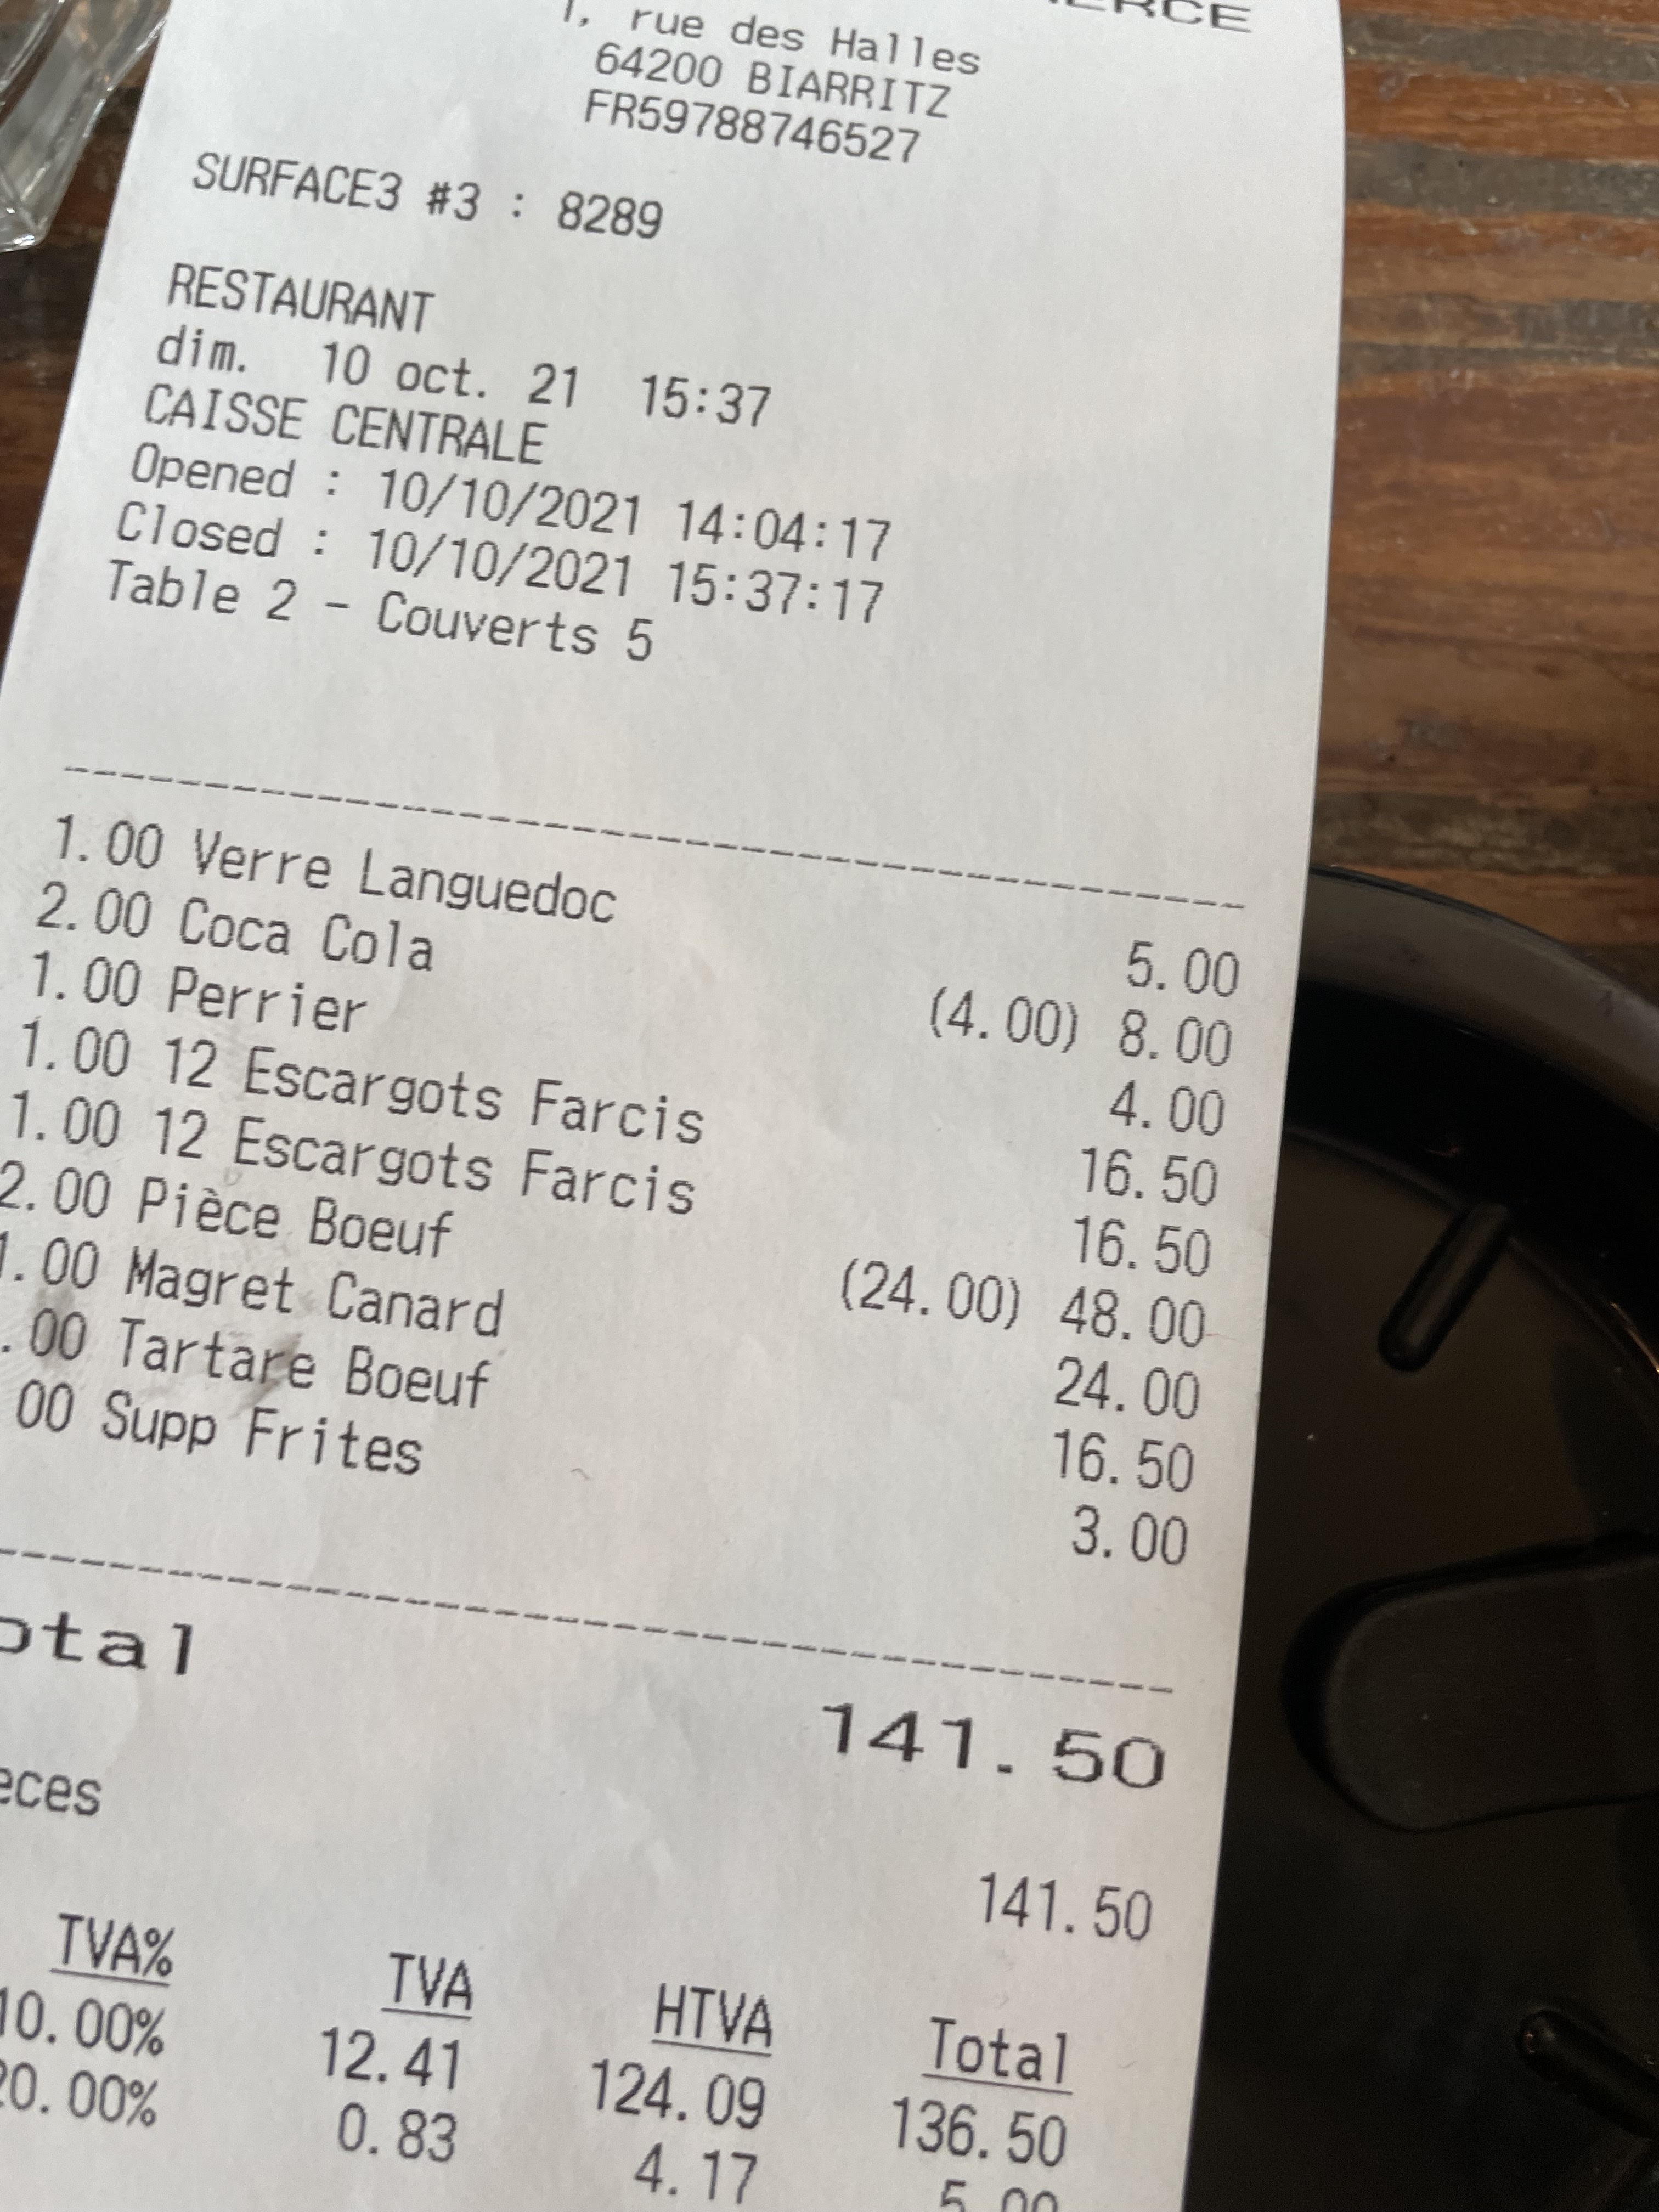 1, rue des Halles
64200 BIARRITZ
FR59788746527
SURFACE3 #3 : 8289
RESTAURANT
dim. 10 oct. 21 15:37
CAISSE CENTRALE
Opened : 10/10/2021 14:04:17
Closed : 10/10/2021 15:37:17
Table 2 - Couverts 5
1.00 Verre Languedoc 5.00
2.00 Coca Cola (4.00) 8.00
1.00 Perrier 4.00
1.00 12 Escargots Farcis 16.50
1.00 12 Escargots Farcis 16.50
2.00 Pièce Boeuf (24.00) 48.00
1.00 Magret Canard 24.00
.00 Tartare Boeuf 16.50
00 Supp Frites 3.00
otal 141.50
eces 141.50
TVA% TVA HTVA Total
10.00% 12.41 124.09 136.50
20.00% 0.83 4.17 5.00